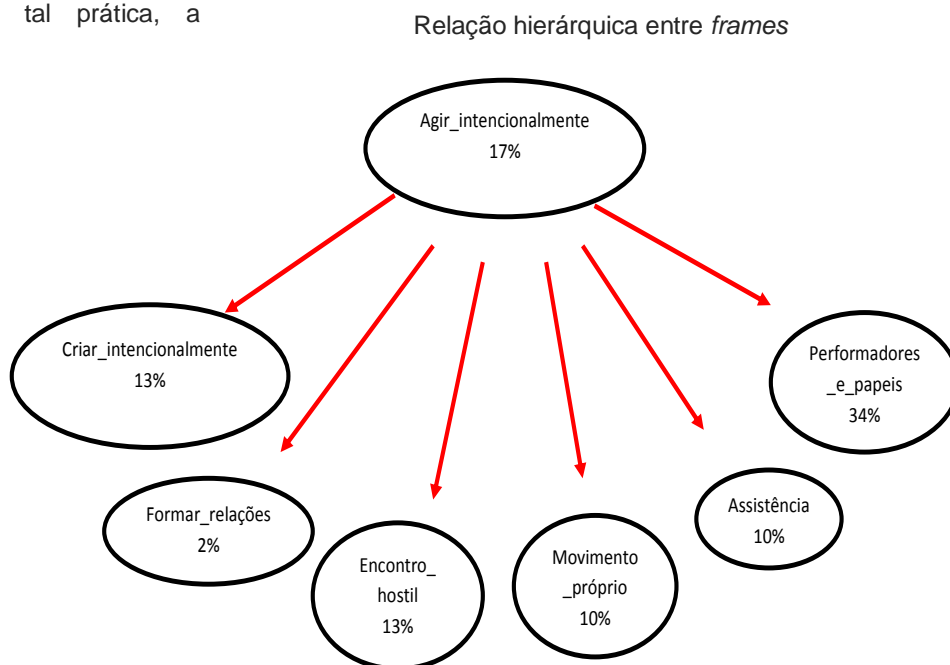 tal prática, a
Relação hierárquica entre frames
Agir_intencionalmente
17%
Criar_intencionalmente
13%
Performadores
_e_papeis
34%
Formar_relações
2%
Assistência
10%
Encontro_
hostil
13%
Movimento
_próprio
10%